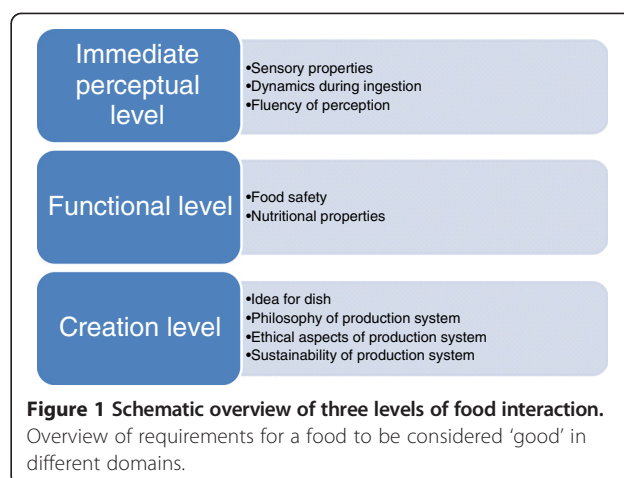 Immediate
perceptual
level
•Sensory properties
•Dynamics during ingestion
•Fluency of perception
Functional level
•Food safety
•Nutritional properties
Creation level
•Idea for dish
•Philosophy of production system
•Ethical aspects of production system
•Sustainability of production system
Figure 1 Schematic overview of three levels of food interaction.
Overview of requirements for a food to be considered ‘good’ in
different domains.